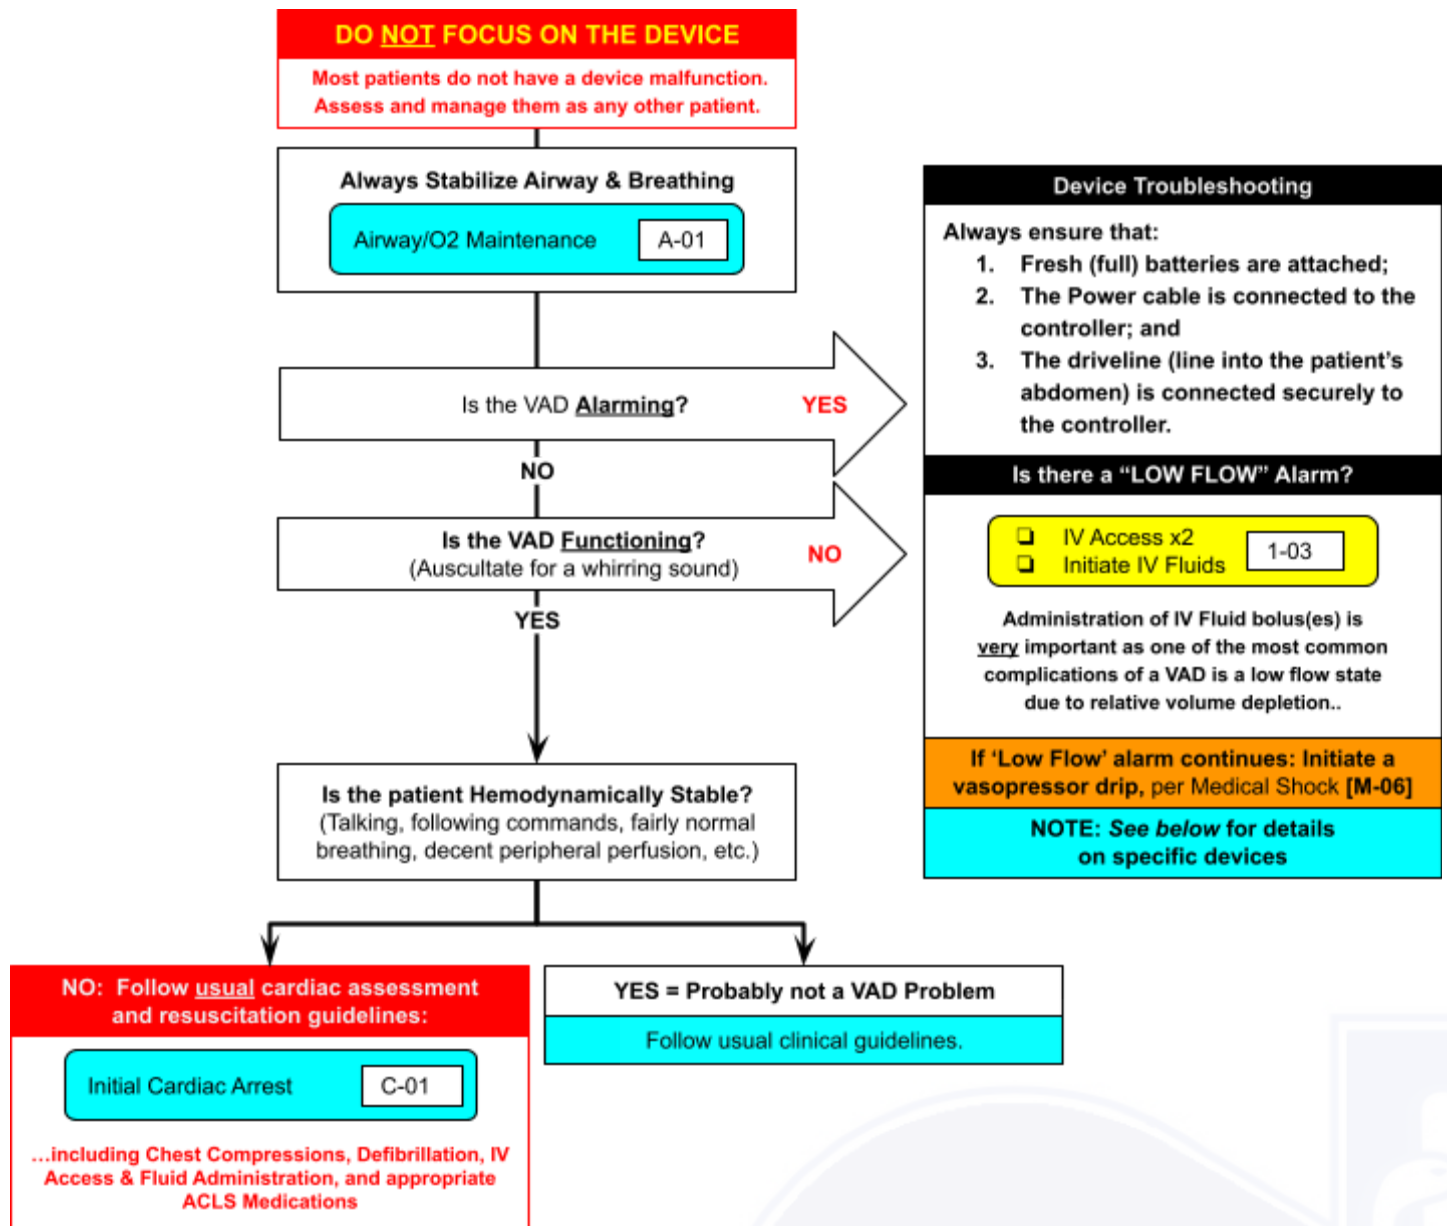 DO NOT FOCUS ON THE DEVICE
Most patients do not have a device malfunction.
Assess and manage them as any other patient.
Always Stabilize Airway & Breathing
Airway/O2 Maintenance
A-01
Is the VAD Alarming?
YES
NO
Is the VAD Functioning?
(Auscultate for a whirring sound)
NO
YES
Is the patient Hemodynamically Stable?
(Talking, following commands, fairly normal
breathing, decent peripheral perfusion, etc.)
NO: Follow usual cardiac assessment
and resuscitation guidelines:
Initial Cardiac Arrest
C-01
...including Chest Compressions, Defibrillation, IV
Access & Fluid Administration, and appropriate
ACLS Medications
YES = Probably not a VAD Problem
Follow usual clinical guidelines.
Device Troubleshooting
Always ensure that:
1. Fresh (full) batteries are attached;
2. The Power cable is connected to the
controller; and
3. The driveline (line into the patient's
abdomen) is connected securely to
the controller.
Is there a “LOW FLOW” Alarm?
❑ IV Access x2
❑ Initiate IV Fluids
1-03
Administration of IV Fluid bolus(es) is
very important as one of the most common
complications of a VAD is a low flow state
due to relative volume depletion..
If ‘Low Flow’ alarm continues: Initiate a
vasopressor drip, per Medical Shock [M-06]
NOTE: See below for details
on specific devices